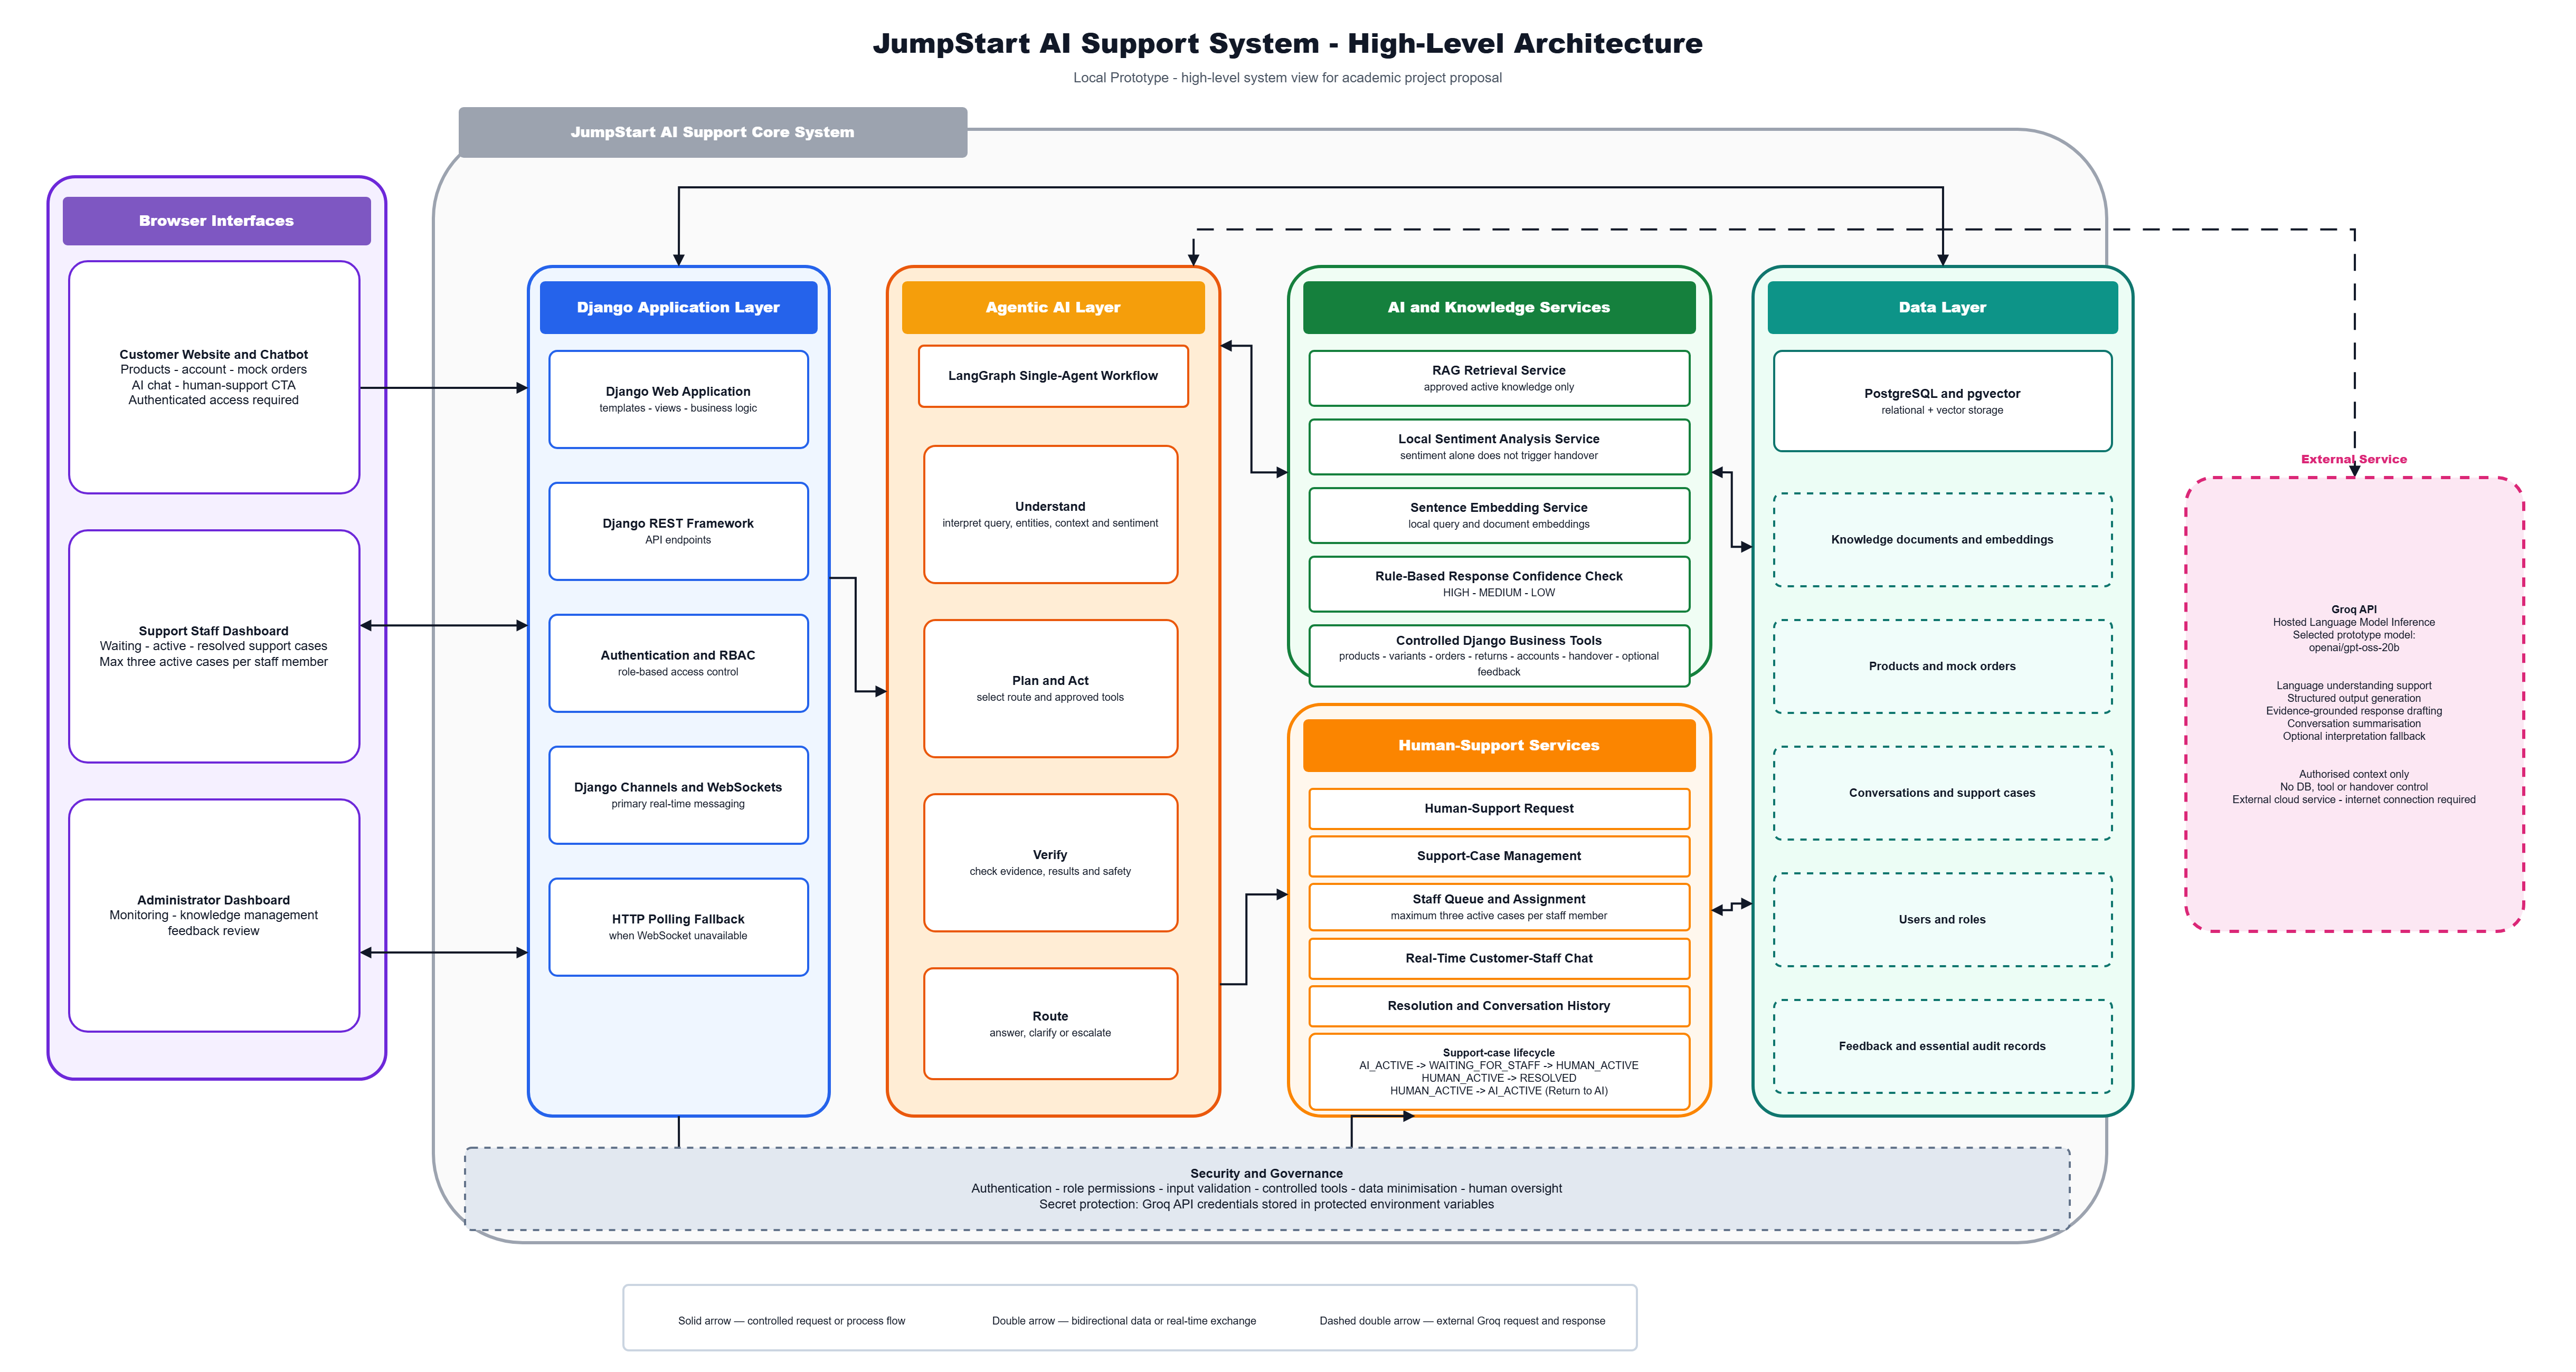 JumpStart AI Support System - High-Level Architecture
Local Prototype - high-level system view for academic project proposal
JumpStart AI Support Core System
Browser Interfaces
Customer Website and Chatbot
Products - account - mock orders
AI chat - human-support CTA
Authenticated access required
Support Staff Dashboard
Waiting - active - resolved support cases
Max three active cases per staff member
Administrator Dashboard
Monitoring - knowledge management
feedback review
Django Application Layer
Django Web Application
templates - views - business logic
Django REST Framework
API endpoints
Authentication and RBAC
role-based access control
Django Channels and WebSockets
primary real-time messaging
HTTP Polling Fallback
when WebSocket unavailable
Agentic AI Layer
LangGraph Single-Agent Workflow
Understand
interpret query, entities, context and sentiment
Plan and Act
select route and approved tools
Verify
check evidence, results and safety
Route
answer, clarify or escalate
AI and Knowledge Services
RAG Retrieval Service
approved active knowledge only
Local Sentiment Analysis Service
sentiment alone does not trigger handover
Sentence Embedding Service
local query and document embeddings
Rule-Based Response Confidence Check
HIGH - MEDIUM - LOW
Controlled Django Business Tools
products - variants - orders - returns - accounts - handover - optional
feedback
Human-Support Services
Human-Support Request
Support-Case Management
Staff Queue and Assignment
maximum three active cases per staff member
Real-Time Customer-Staff Chat
Resolution and Conversation History
Support-case lifecycle
AI_ACTIVE -> WAITING_FOR_STAFF -> HUMAN_ACTIVE
HUMAN_ACTIVE -> RESOLVED
HUMAN_ACTIVE -> AI_ACTIVE (Return to AI)
Data Layer
PostgreSQL and pgvector
relational + vector storage
Knowledge documents and embeddings
Products and mock orders
Conversations and support cases
Users and roles
Feedback and essential audit records
External Service
Groq API
Hosted Language Model Inference
Selected prototype model:
openai/gpt-oss-20b
Language understanding support
Structured output generation
Evidence-grounded response drafting
Conversation summarisation
Optional interpretation fallback
Authorised context only
No DB, tool or handover control
External cloud service - internet connection required
Security and Governance
Authentication - role permissions - input validation - controlled tools - data minimisation - human oversight
Secret protection: Groq API credentials stored in protected environment variables
Solid arrow — controlled request or process flow
Double arrow — bidirectional data or real-time exchange
Dashed double arrow — external Groq request and response